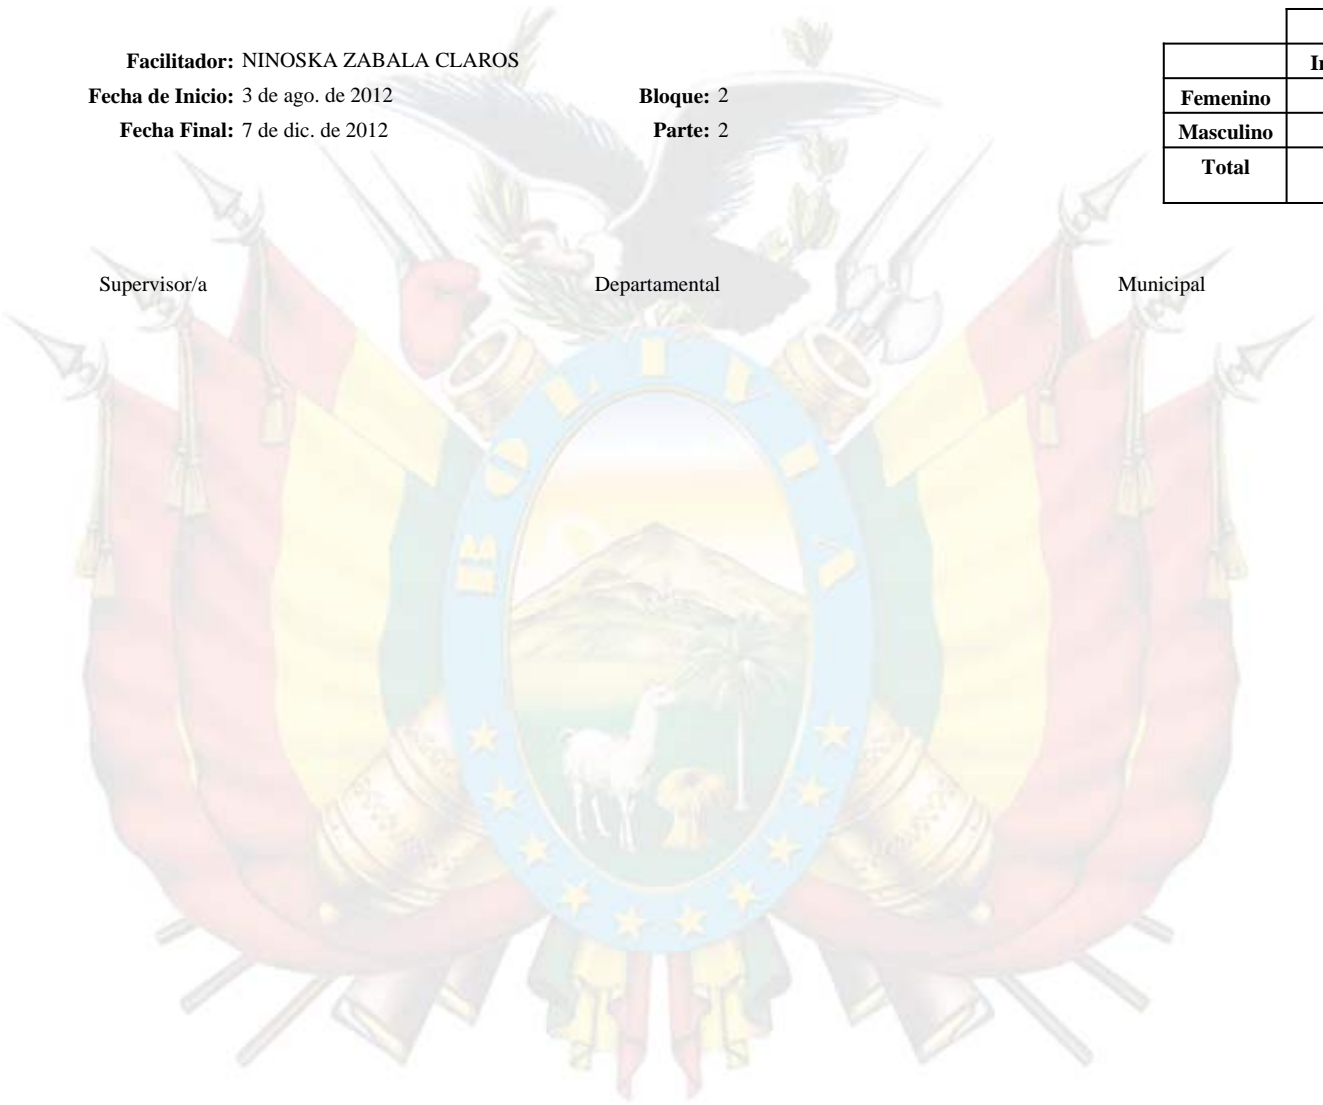 Facilitador: NINOSKA ZABALA CLAROS
Fecha de Inicio: 3 de ago. de 2012 Bloque: 2
Fecha Final: 7 de dic. de 2012 Parte: 2
Femenino
Masculino
Total
Supervisor/a Departamental Municipal
BOLIVIA